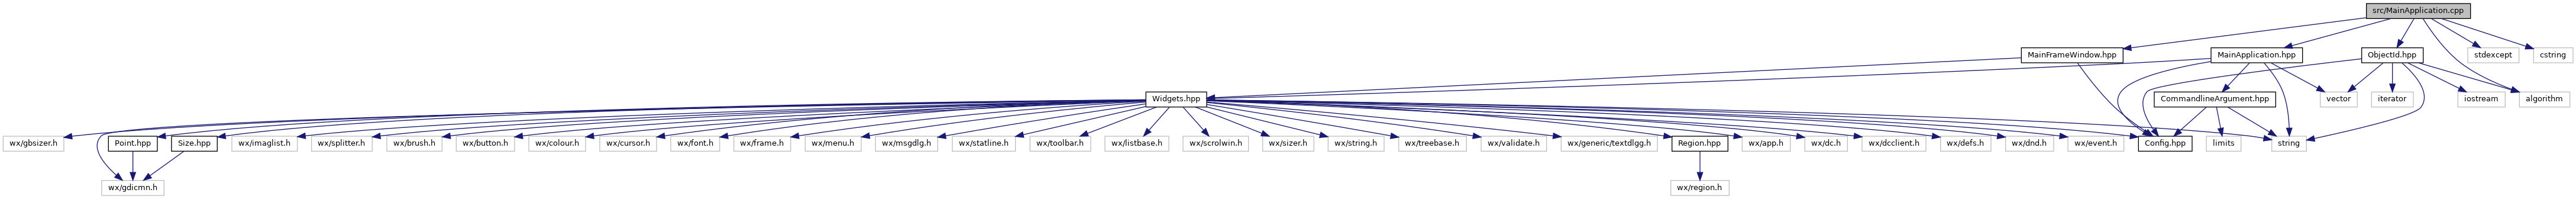 src/MainApplication.cpp
MainFrameWindow.hpp
MainApplication.hpp
ObjectId.hpp
stdexcept
cstring
Widgets.hpp
CommandlineArgument.hpp
vector
iterator
iostream
algorithm
wx/gbsizer.h
Point.hpp
Size.hpp
wx/imaglist.h
wx/splitter.h
wx/brush.h
wx/button.h
wx/colour.h
wx/cursor.h
wx/font.h
wx/frame.h
wx/menu.h
wx/msgdlg.h
wx/statline.h
wx/toolbar.h
wx/listbase.h
wx/scrolwin.h
wx/sizer.h
wx/string.h
wx/treebase.h
wx/validate.h
wx/generic/textdlgg.h
Region.hpp
wx/app.h
wx/dc.h
wx/dcclient.h
wx/defs.h
wx/dnd.h
wx/event.h
Config.hpp
limits
string
wx/gdicmn.h
wx/region.h